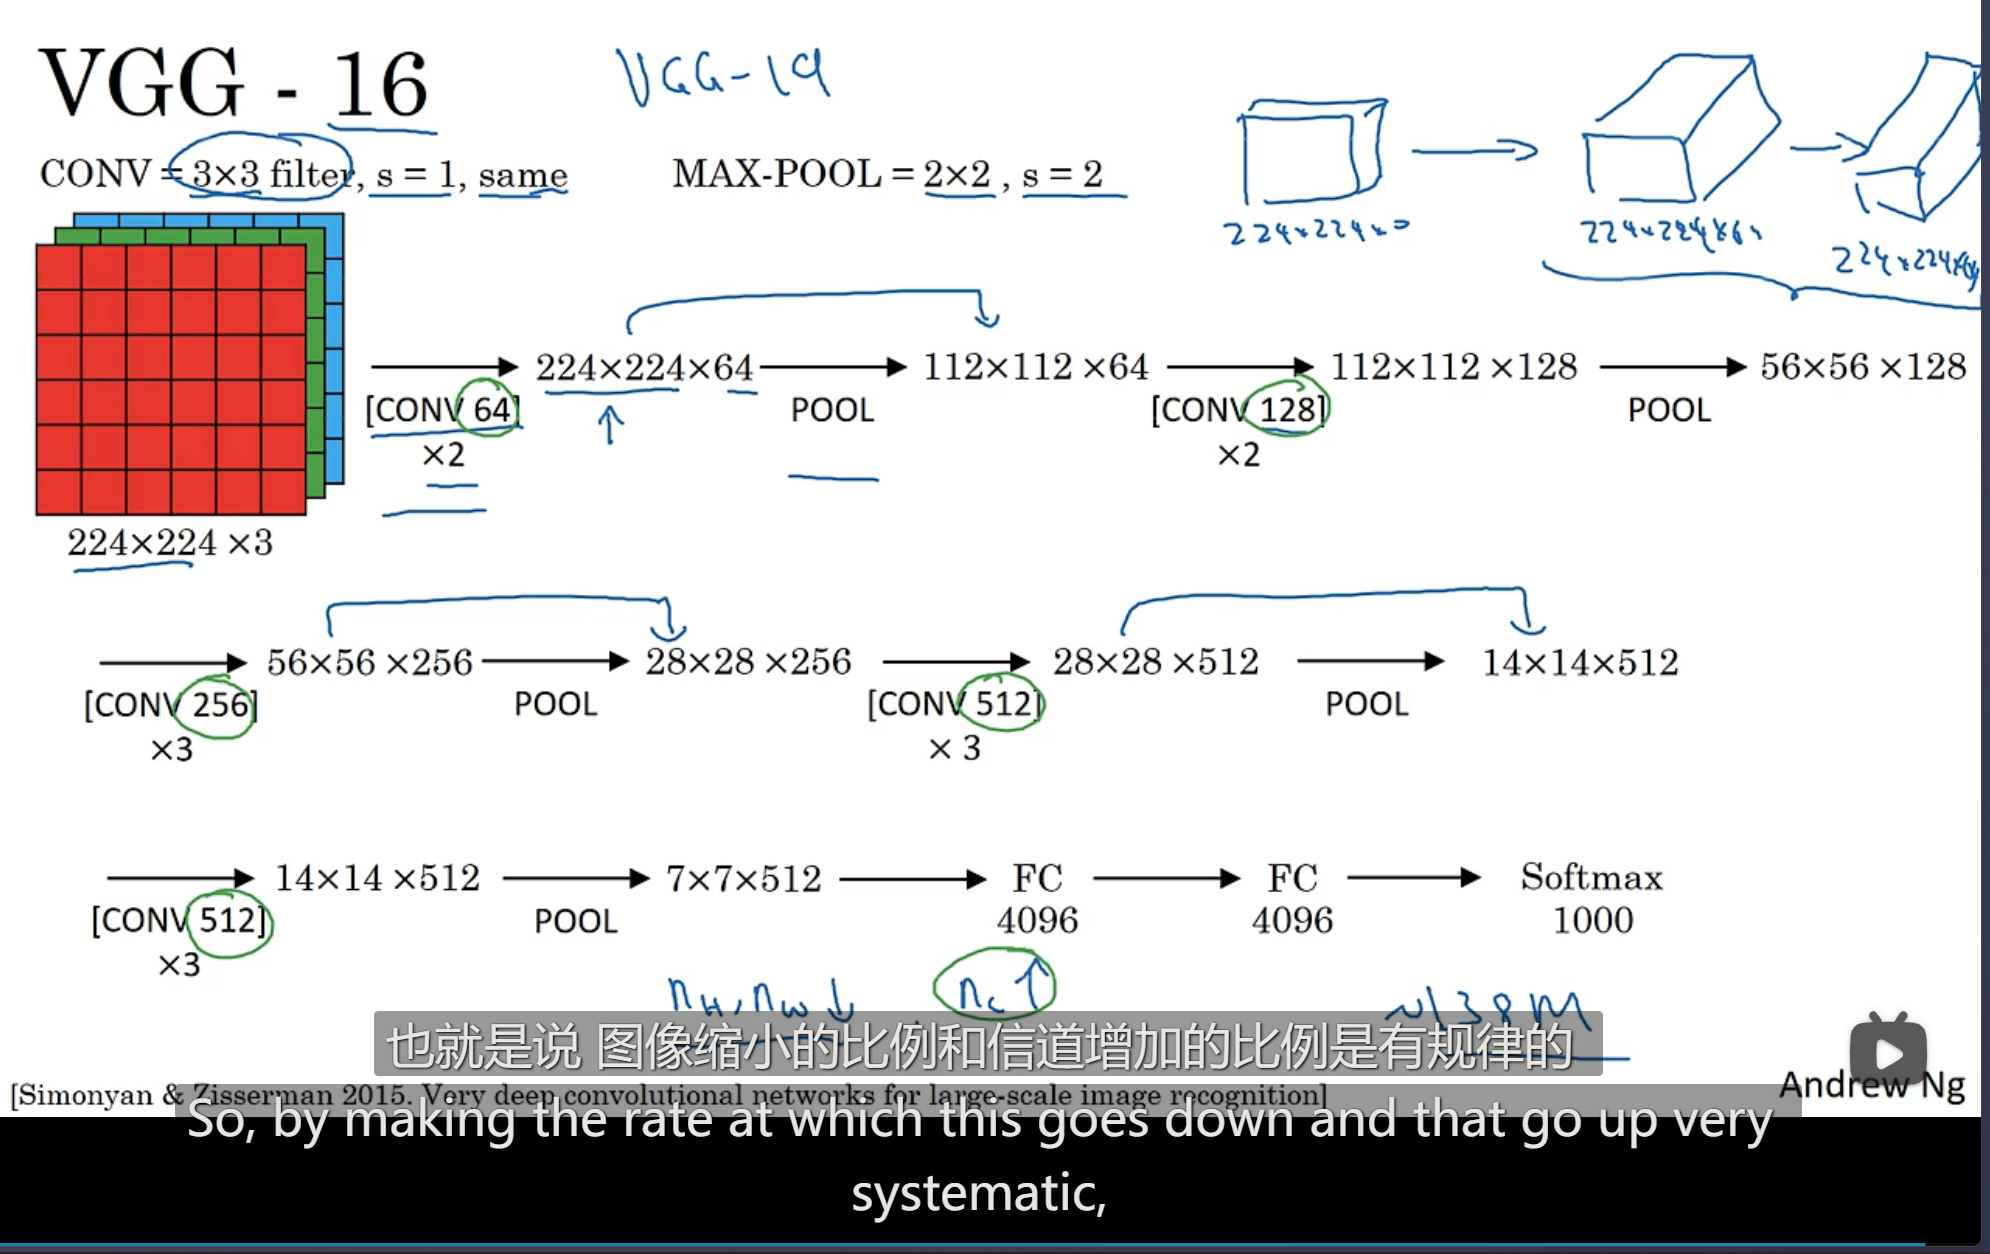 VGG - 16
VGG-19
CONV = 3×3 filter, s = 1, same
MAX-POOL = 2×2 , s = 2
224×224×3
224×224×64
224×224×64
224×224 ×3
[CONV 64]
×2
224×224×64
POOL
112×112 ×64
[CONV 128]
×2
112×112 ×128
POOL
56×56 ×128
[CONV 256]
×3
56×56 ×256
POOL
28×28 ×256
[CONV 512]
× 3
28×28 ×512
POOL
14×14×512
[CONV 512]
×3
14×14 ×512
POOL
7×7×512
FC
4096
FC
4096
Softmax
1000
nH, nW ↓
nC ↑
~138M
也就是说 图像缩小的比例和信道增加的比例是有规律的
[Simonyan & Zisserman 2015. Very deep convolutional networks for large-scale image recognition]
Andrew Ng
So, by making the rate at which this goes down and that go up very
systematic,